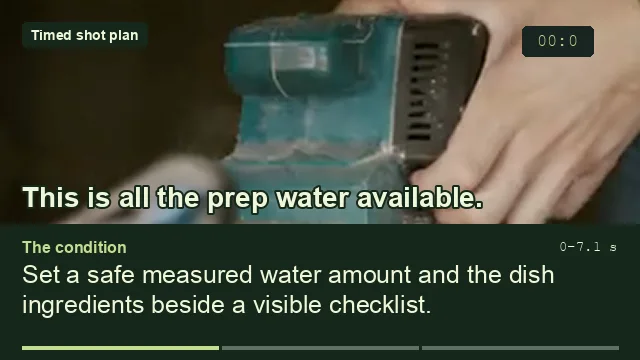 Timed shot plan
00:0
This is all the prep water available.
The condition
0–7.1 s
Set a safe measured water amount and the dish
ingredients beside a visible checklist.